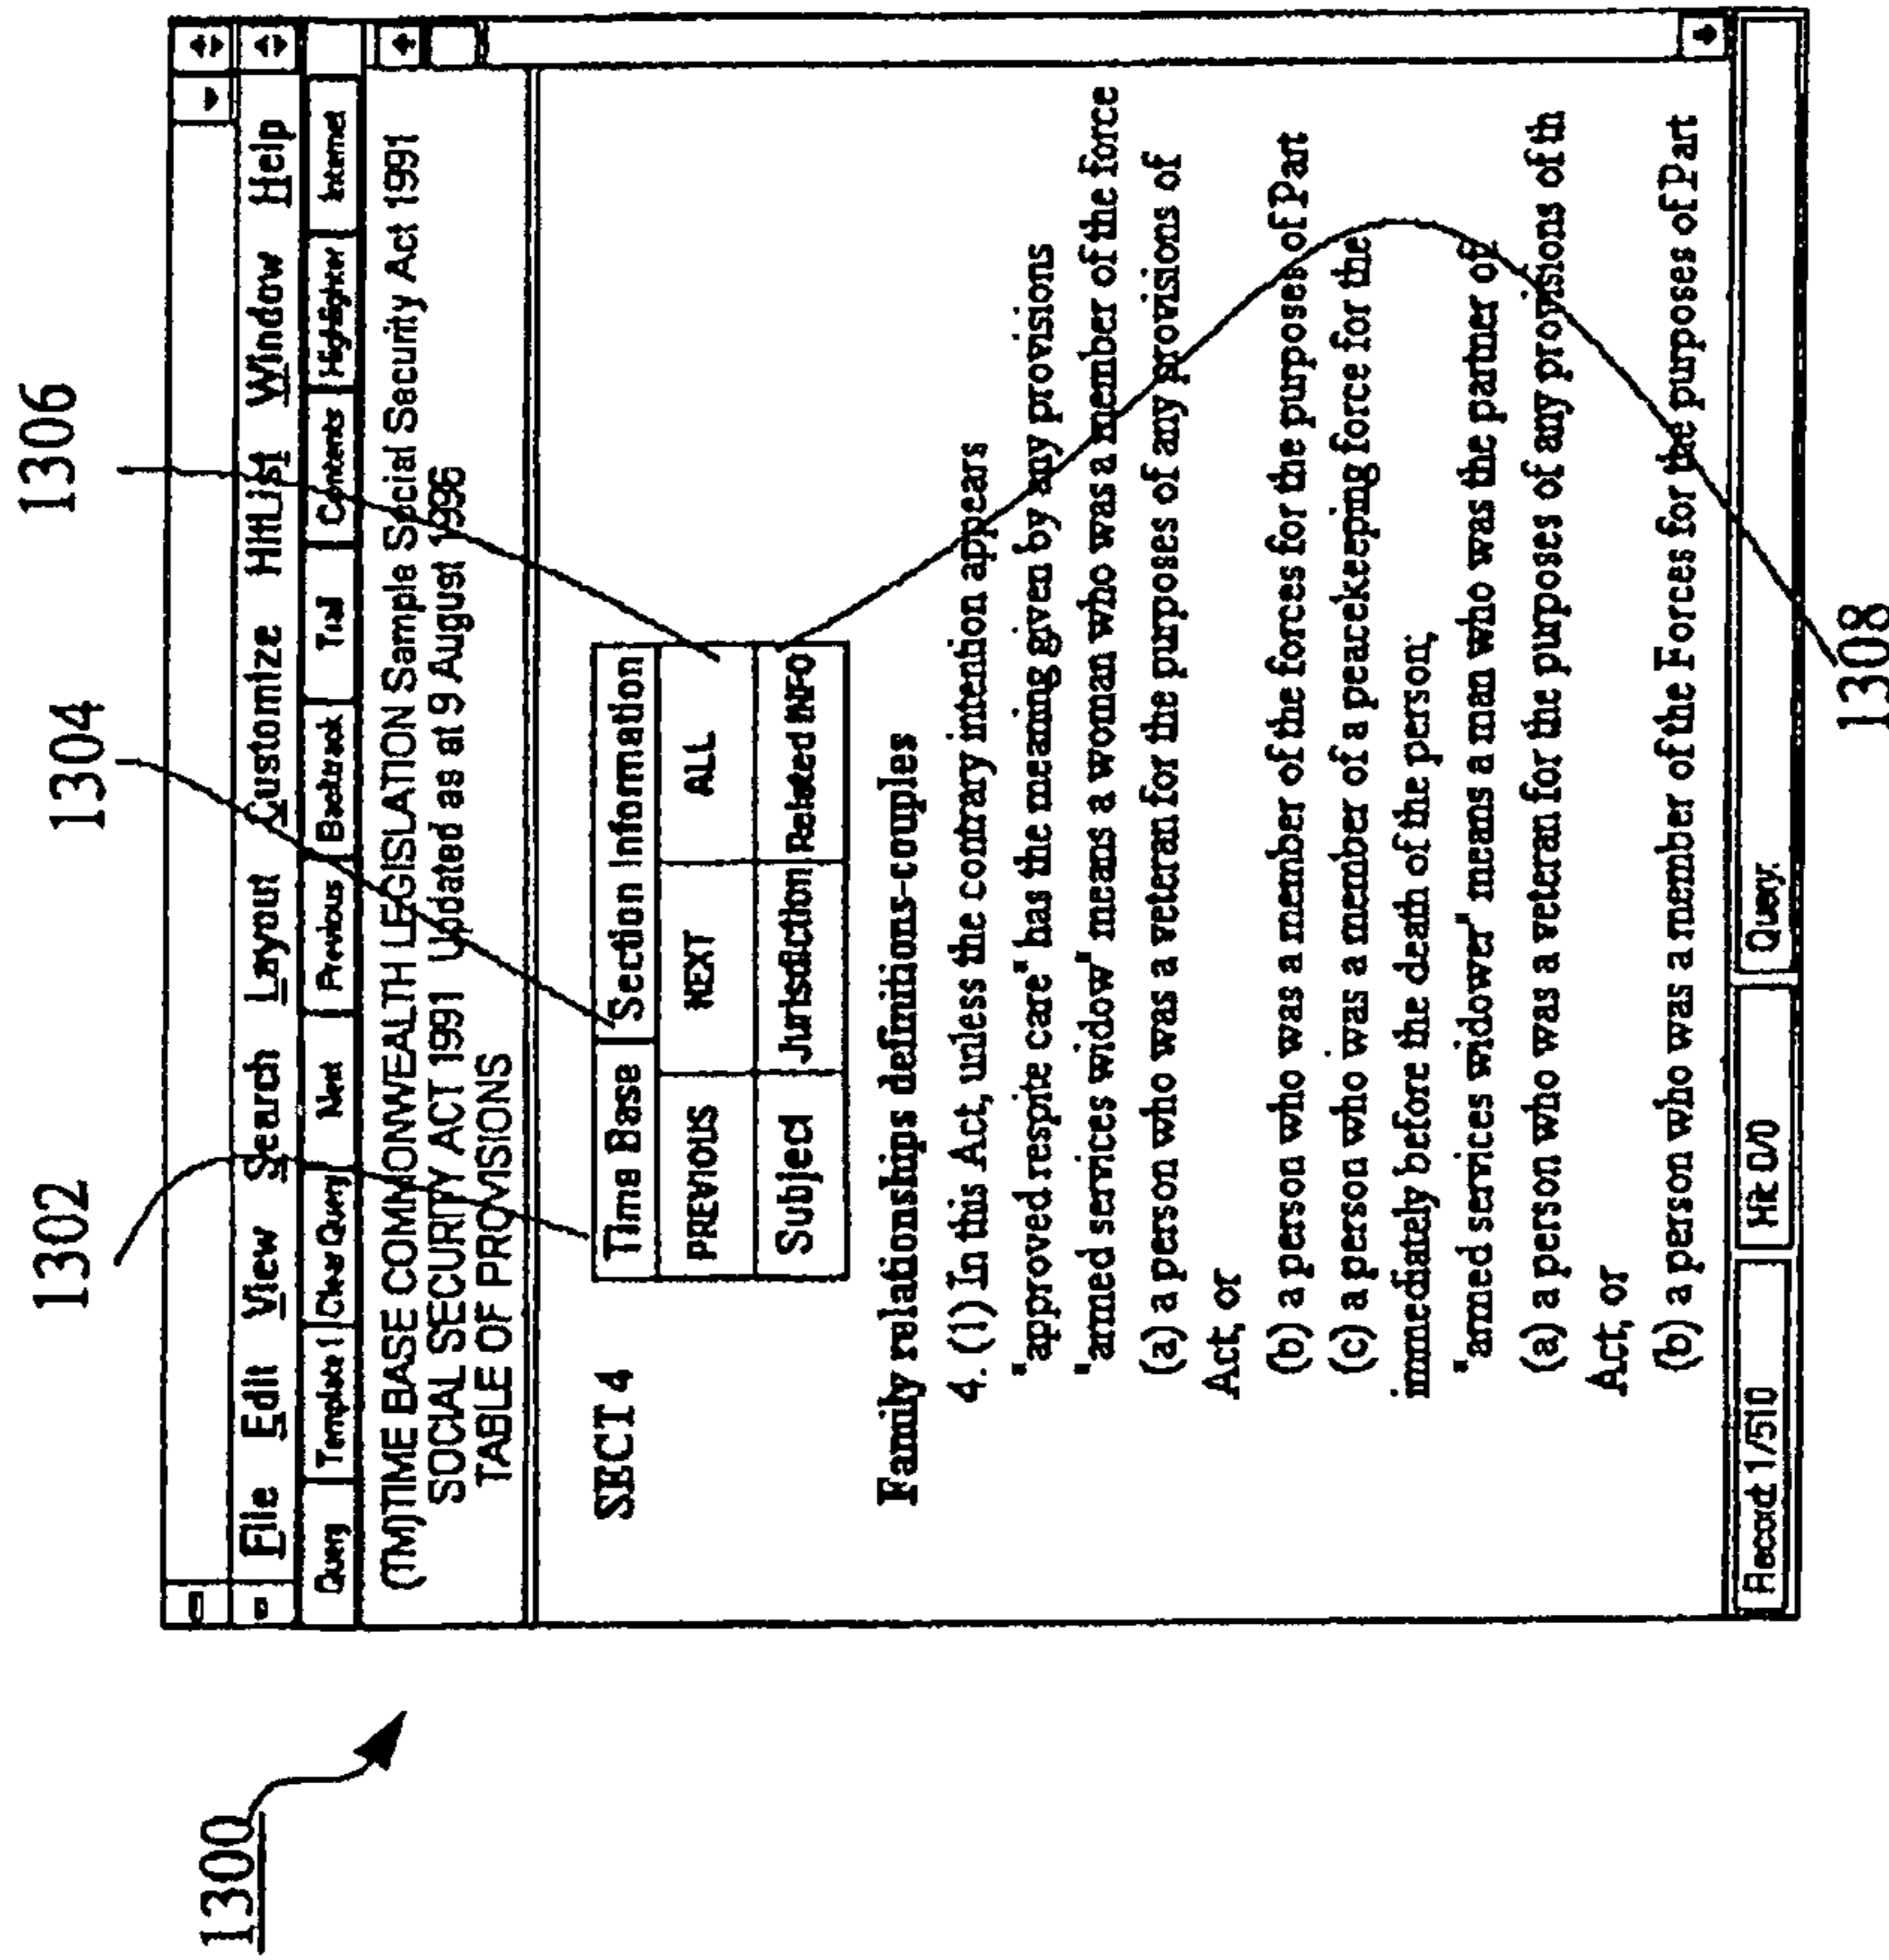 1300
1302
1304
1306
File Edit View Search Layout Customize HitList Window Help
Query Template 1 Clear Query Next Previous Backtrack Trail Contents Highlighter Internet
(TM)TIME BASE COMMONWEALTH LEGISLATION Sample Social Security Act 1991
SOCIAL SECURITY ACT 1991 Updated as at 9 August 1996
TABLE OF PROVISIONS
SECT 4
Time Base Section Information
PREVIOUS NEXT ALL
Subject Jurisdiction Related INFO
Family relationships definitions-couples
4. (1) In this Act, unless the contrary intention appears
"approved respite care" has the meaning given by any provisions
"armed services widow" means a woman who was a member of the force
(a) a person who was a veteran for the purposes of any provisions of
Act, or
(b) a person who was a member of the forces for the purposes of Part
(c) a person who was a member of a peacekeeping force for the
immediately before the death of the person;
"armed services widower" means a man who was the partner of
(a) a person who was a veteran for the purposes of any provisions of th
Act, or
(b) a person who was a member of the Forces for the purposes of Part
Record: 1/510 Hit: 0/0 Query:
1308